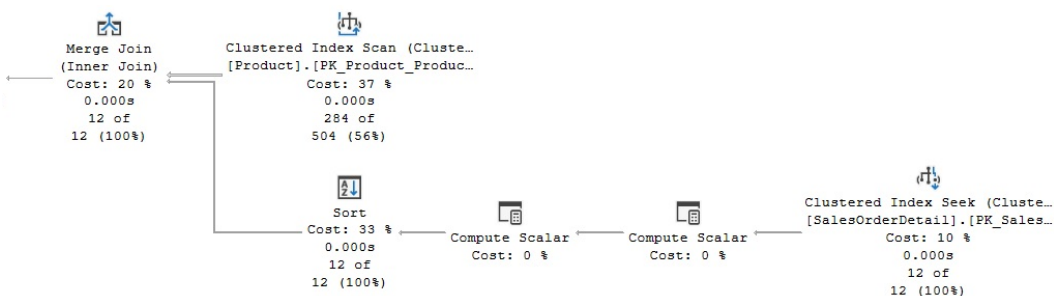 Merge Join
(Inner Join)
Cost: 20 %
0.000s
12 of
12 (100%)
Clustered Index Scan (Cluste…
[Product].[PK_Product_Produc…
Cost: 37 %
0.000s
284 of
504 (56%)
Sort
Cost: 33 %
0.000s
12 of
12 (100%)
Compute Scalar
Cost: 0 %
Compute Scalar
Cost: 0 %
Clustered Index Seek (Cluste…
[SalesOrderDetail].[PK_Sales…
Cost: 10 %
0.000s
12 of
12 (100%)